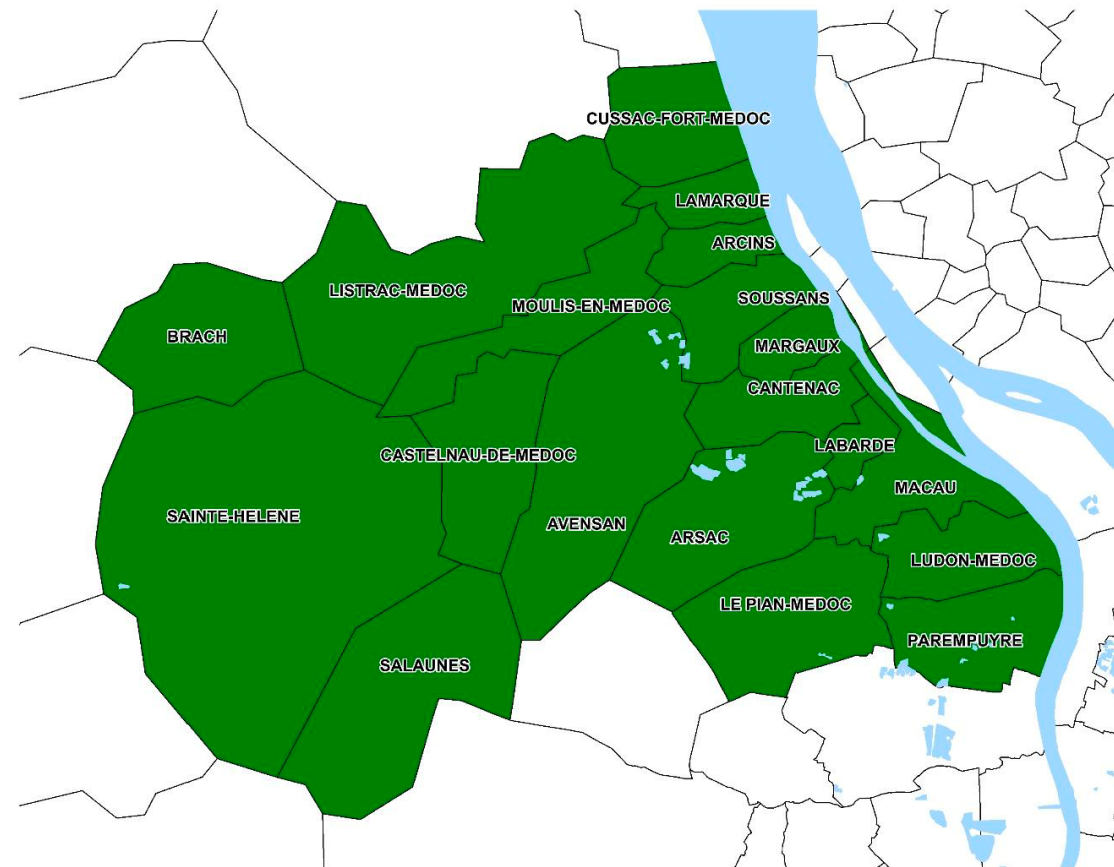 CUSSAC-FORT-MEDOC
LAMARQUE
ARCINS
LISTRAC-MEDOC
SOUSSANS
MOULIS-EN-MEDOC
BRACH
MARGAUX
CANTENAC
LABARDE
CASTELNAU-DE-MEDOC
MACAU
SAINTE-HELENE
AVENSAN
ARSAC
LUDON-MEDOC
LE PIAN-MEDOC
PAREMPUYRE
SALAUNES